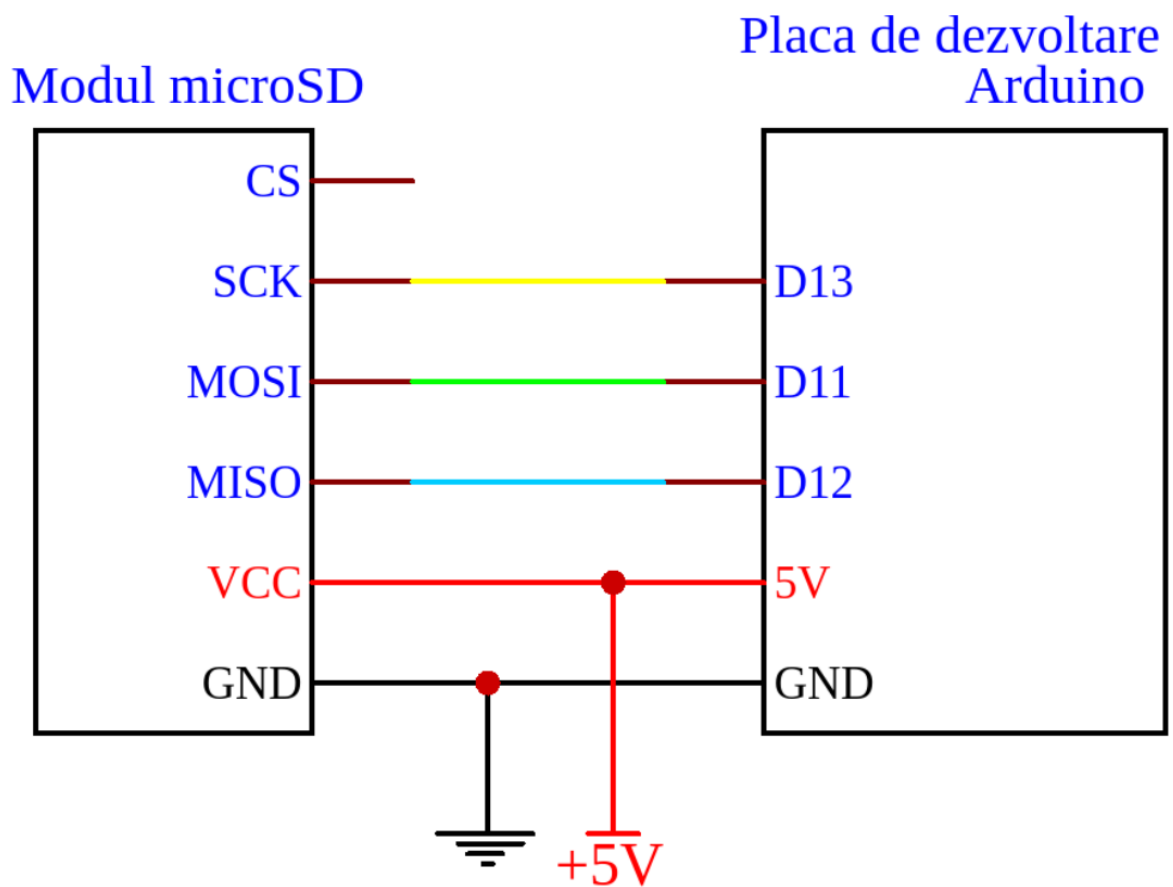 Placa de dezvoltare
Arduino
Modul microSD
CS
SCK
MOSI
MISO
VCC
GND
D13
D11
D12
5V
GND
+5V